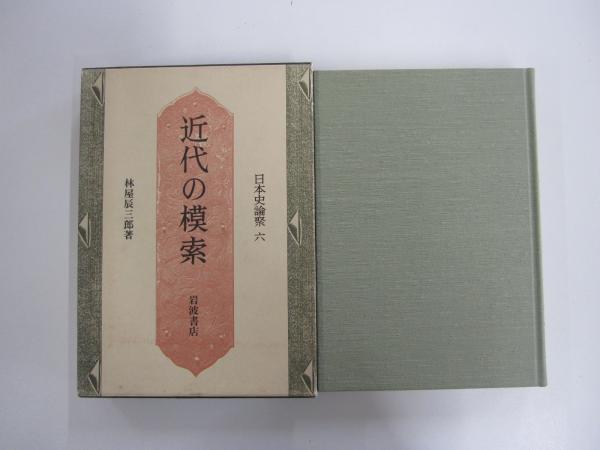 日本史論聚 六
近代の模索
岩波書店
林屋辰三郎著